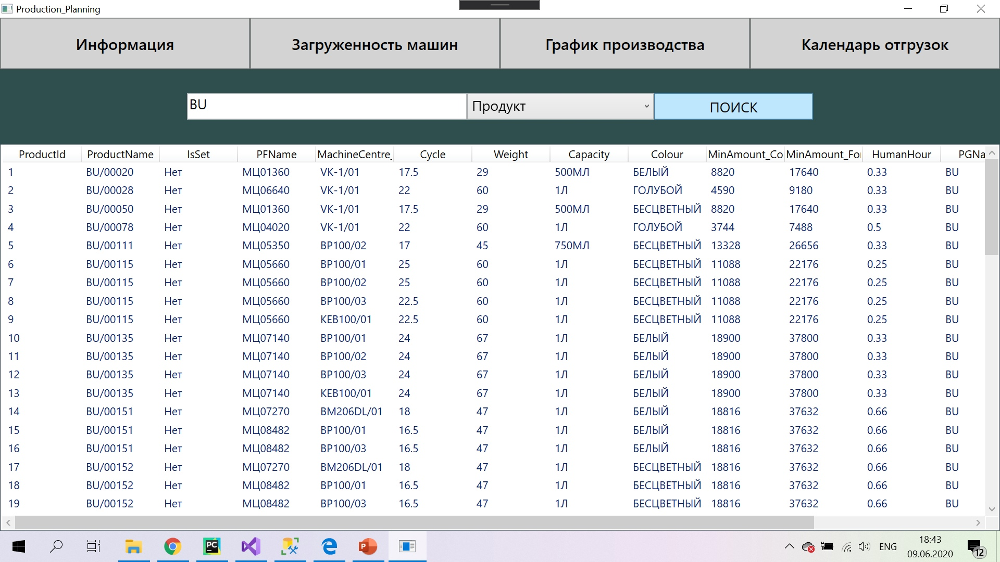 Production_Planning
Информация Загруженность машин График производства Календарь отгрузок
BU Продукт ПОИСК
ProductId ProductName IsSet PFName MachineCentre_ Cycle Weight Capacity Colour MinAmount_Co MinAmount_For HumanHour PGNa
1 BU/00020 Нет МЦ01360 VK-1/01 17.5 29 500МЛ БЕЛЫЙ 8820 17640 0.33 BU
2 BU/00028 Нет МЦ06640 VK-1/01 22 60 1Л ГОЛУБОЙ 4590 9180 0.33 BU
3 BU/00050 Нет МЦ01360 VK-1/01 17.5 29 500МЛ БЕСЦВЕТНЫЙ 8820 17640 0.33 BU
4 BU/00078 Нет МЦ04020 VK-1/01 22 60 1Л ГОЛУБОЙ 3744 7488 0.5 BU
5 BU/00111 Нет МЦ05350 BP100/02 17 45 750МЛ БЕСЦВЕТНЫЙ 13328 26656 0.33 BU
6 BU/00115 Нет МЦ05660 BP100/01 25 60 1Л БЕСЦВЕТНЫЙ 11088 22176 0.25 BU
7 BU/00115 Нет МЦ05660 BP100/02 25 60 1Л БЕСЦВЕТНЫЙ 11088 22176 0.25 BU
8 BU/00115 Нет МЦ05660 BP100/03 22.5 60 1Л БЕСЦВЕТНЫЙ 11088 22176 0.25 BU
9 BU/00115 Нет МЦ05660 KEB100/01 22.5 60 1Л БЕСЦВЕТНЫЙ 11088 22176 0.25 BU
10 BU/00135 Нет МЦ07140 BP100/01 24 67 1Л БЕЛЫЙ 18900 37800 0.33 BU
11 BU/00135 Нет МЦ07140 BP100/02 24 67 1Л БЕЛЫЙ 18900 37800 0.33 BU
12 BU/00135 Нет МЦ07140 BP100/03 24 67 1Л БЕЛЫЙ 18900 37800 0.33 BU
13 BU/00135 Нет МЦ07140 KEB100/01 24 67 1Л БЕЛЫЙ 18900 37800 0.33 BU
14 BU/00151 Нет МЦ07270 BM206DL/01 18 47 1Л БЕЛЫЙ 18816 37632 0.66 BU
15 BU/00151 Нет МЦ08482 BP100/01 16.5 47 1Л БЕЛЫЙ 18816 37632 0.66 BU
16 BU/00151 Нет МЦ08482 BP100/03 16.5 47 1Л БЕЛЫЙ 18816 37632 0.66 BU
17 BU/00152 Нет МЦ07270 BM206DL/01 18 47 1Л БЕСЦВЕТНЫЙ 18816 37632 0.66 BU
18 BU/00152 Нет МЦ08482 BP100/01 16.5 47 1Л БЕСЦВЕТНЫЙ 18816 37632 0.66 BU
19 BU/00152 Нет МЦ08482 BP100/03 16.5 47 1Л БЕСЦВЕТНЫЙ 18816 37632 0.66 BU
PC P e ENG 18:43
09.06.2020 12